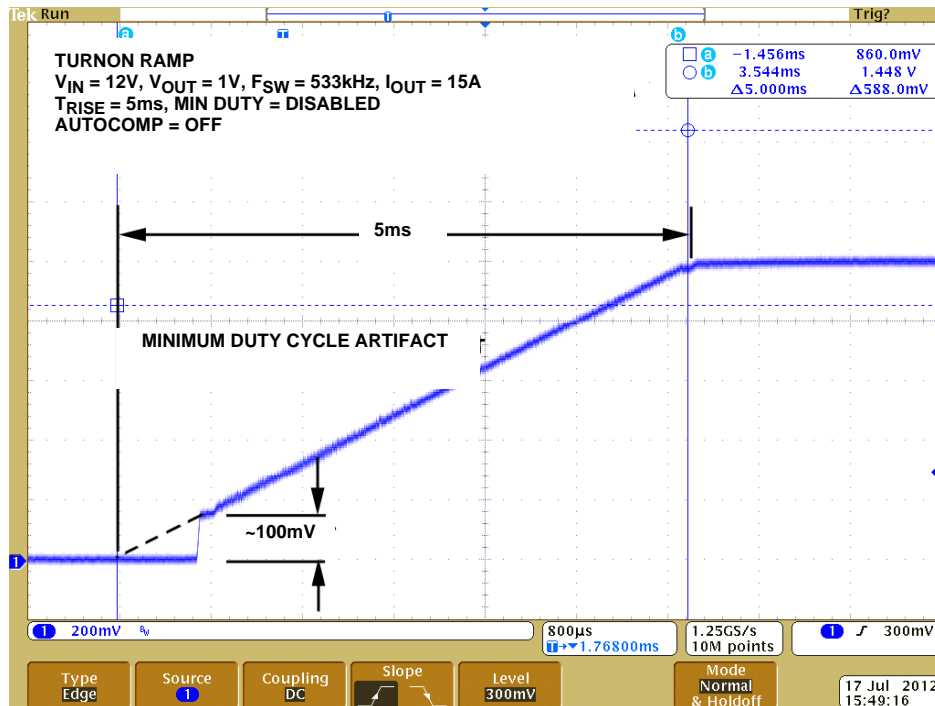 Tek Run Trig?
a b
T
T
TURNON RAMP
VIN = 12V, VOUT = 1V, FSW = 533kHz, IOUT = 15A
TRISE = 5ms, MIN DUTY = DISABLED
AUTOCOMP = OFF
a −1.456ms 860.0mV
b 3.544ms 1.448 V
Δ5.000ms Δ588.0mV
5ms
MINIMUM DUTY CYCLE ARTIFACT
~100mV
1
1 200mV BW
800µs
T→▼1.76800ms
1.25GS/s
10M points
1 300mV
Type
Edge
Source
1
Coupling
DC
Slope
Level
300mV
Mode
Normal
& Holdoff
17 Jul 2012
15:49:16